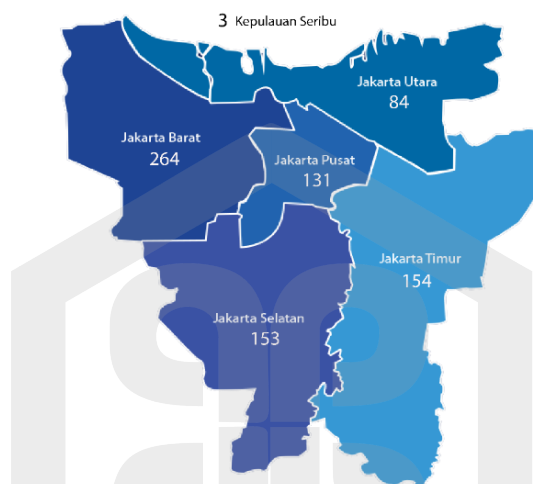 3 Kepulauan Seribu
Jakarta Utara
84
Jakarta Barat
264
Jakarta Pusat
131
Jakarta Timur
154
Jakarta Selatan
153